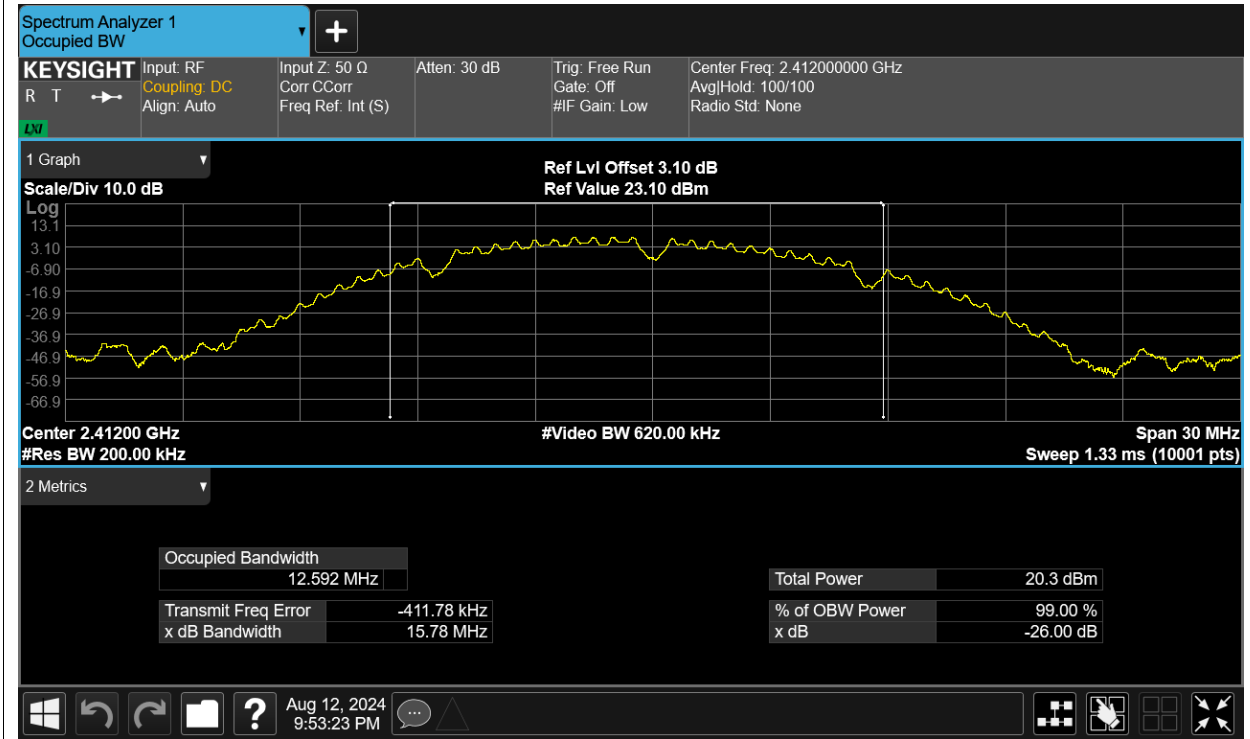 Spectrum Analyzer 1
Occupied BW
KEYSIGHT
R T
LXI
Input: RF
Coupling: DC
Align: Auto
Input Z: 50 Ω
Corr CCorr
Freq Ref: Int (S)
Atten: 30 dB
Trig: Free Run
Gate: Off
#IF Gain: Low
Center Freq: 2.412000000 GHz
Avg|Hold: 100/100
Radio Std: None
1 Graph
Scale/Div 10.0 dB
Ref Lvl Offset 3.10 dB
Ref Value 23.10 dBm
Log
13.1
3.10
-6.90
-16.9
-26.9
-36.9
-46.9
-56.9
-66.9
Center 2.41200 GHz
#Video BW 620.00 kHz
Span 30 MHz
#Res BW 200.00 kHz
Sweep 1.33 ms (10001 pts)
2 Metrics
Occupied Bandwidth
12.592 MHz
Total Power 20.3 dBm
Transmit Freq Error -411.78 kHz
% of OBW Power 99.00 %
x dB Bandwidth 15.78 MHz
x dB -26.00 dB
?
Aug 12, 2024
9:53:23 PM